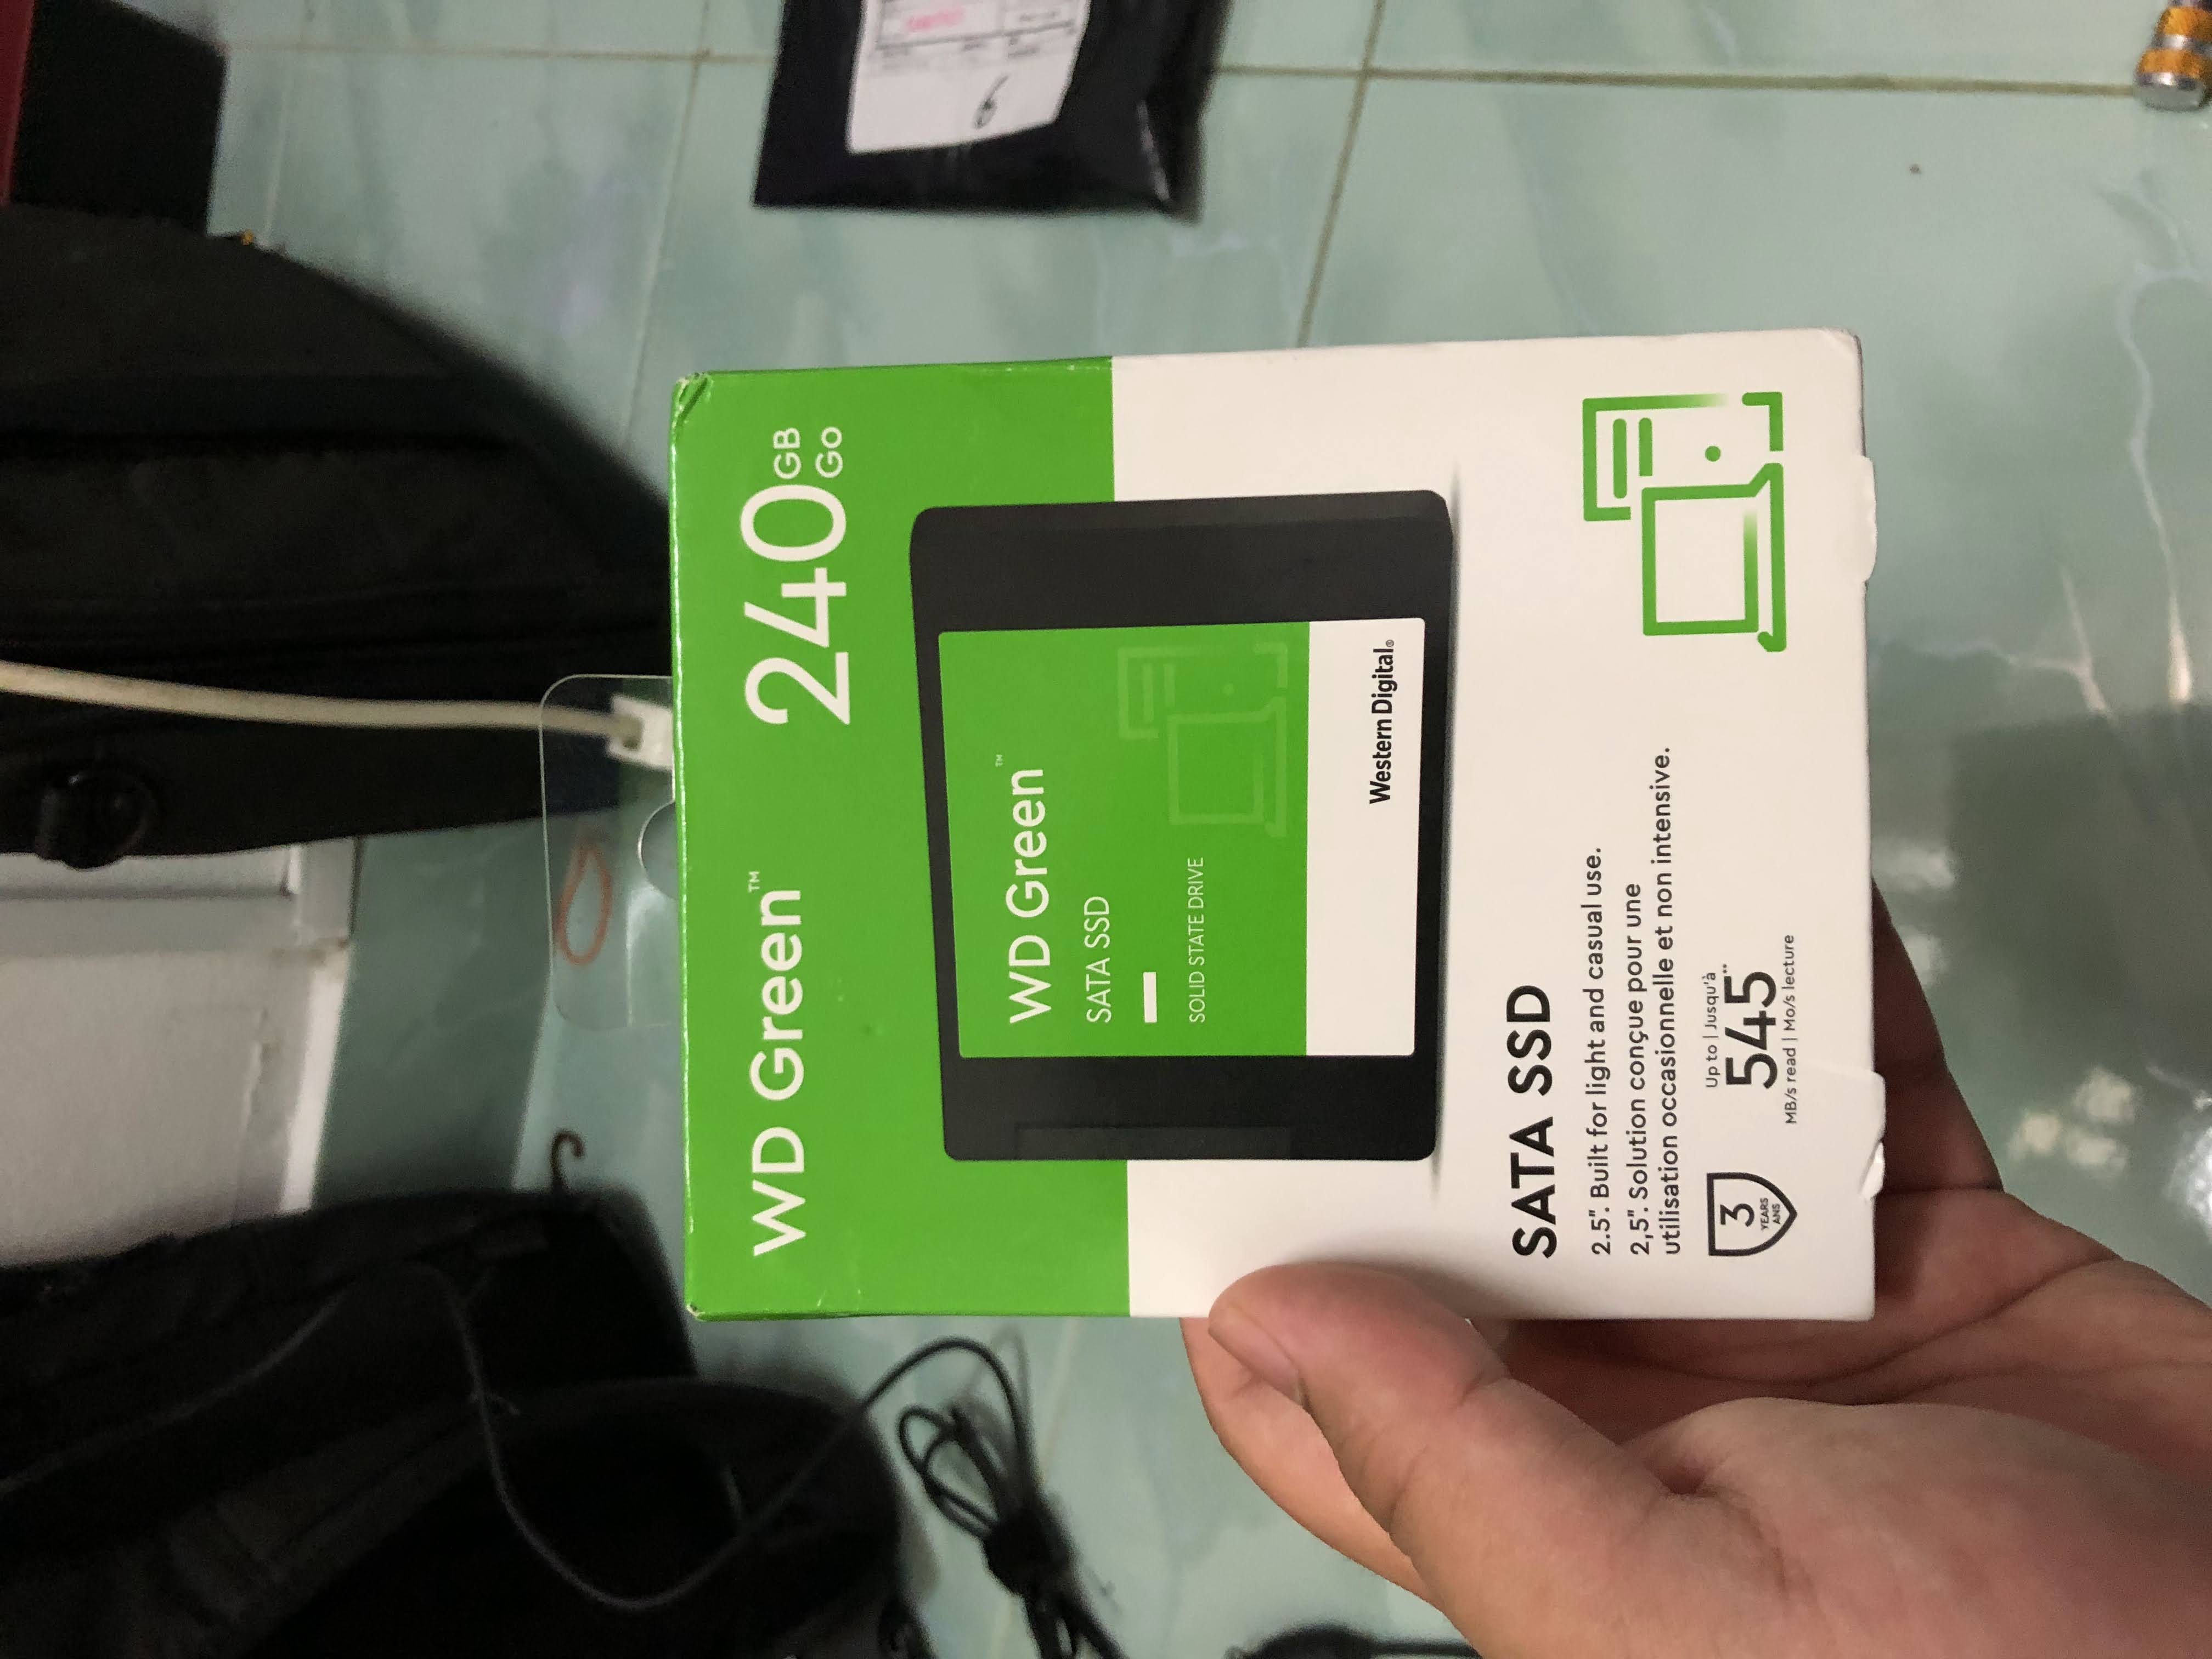 WD Green™
240 GB
Go
WD Green™
SATA SSD
SOLID STATE DRIVE
Western Digital®
SATA SSD
2.5". Built for light and casual use.
2,5". Solution conçue pour une
utilisation occasionnelle et non intensive.
3
YEARS
ANS
Up to | Jusqu'à
545**
MB/s read | Mo/s lecture